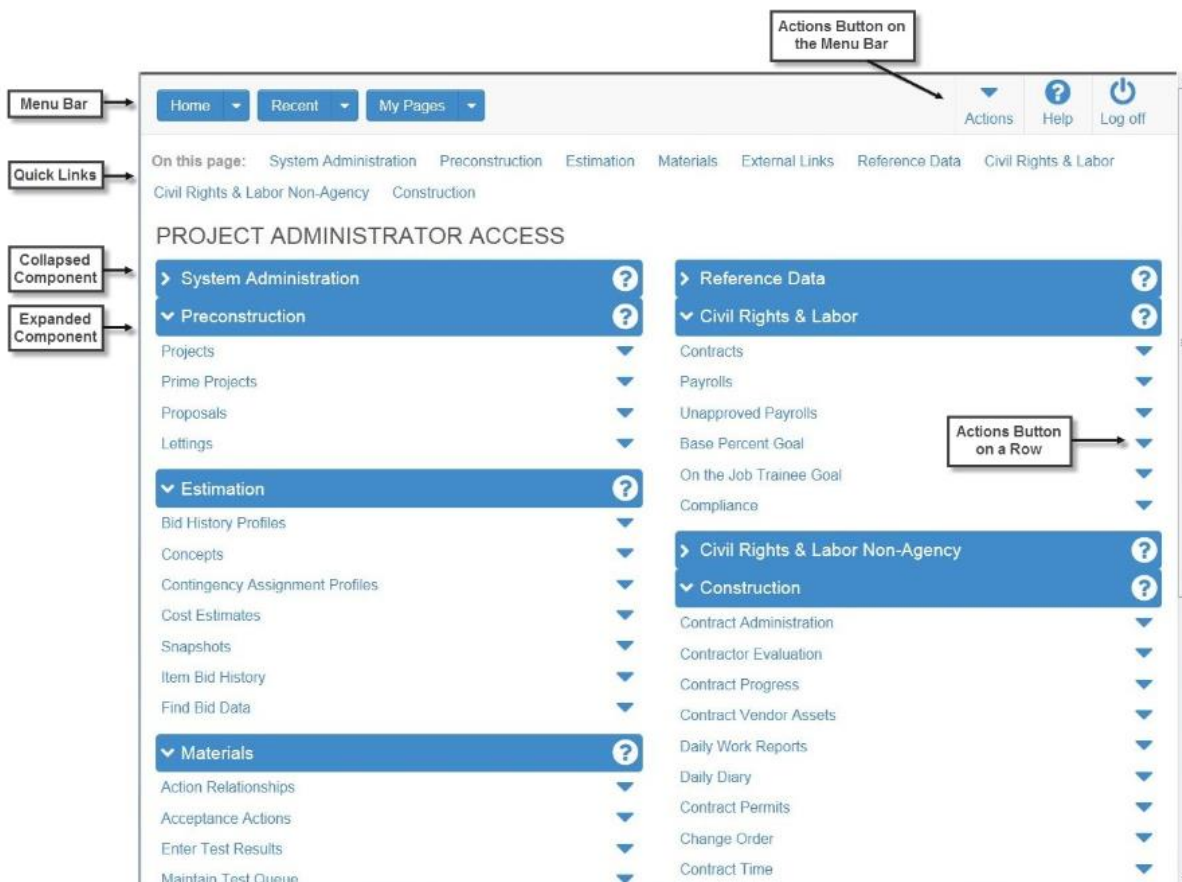 Actions Button on
the Menu Bar
Menu Bar
Home
Recent
My Pages
Actions
Help
Log off
Quick Links
On this page: System Administration Preconstruction Estimation Materials External Links Reference Data Civil Rights & Labor
Civil Rights & Labor Non-Agency Construction
PROJECT ADMINISTRATOR ACCESS
Collapsed
Component
Expanded
Component
System Administration ?
Preconstruction ?
Projects
Prime Projects
Proposals
Lettings
Estimation ?
Bid History Profiles
Concepts
Contingency Assignment Profiles
Cost Estimates
Snapshots
Item Bid History
Find Bid Data
Materials ?
Action Relationships
Acceptance Actions
Enter Test Results
Maintain Test Queue
Reference Data ?
Civil Rights & Labor ?
Contracts
Payrolls
Unapproved Payrolls
Base Percent Goal
On the Job Trainee Goal
Compliance
Actions Button
on a Row
Civil Rights & Labor Non-Agency ?
Construction ?
Contract Administration
Contractor Evaluation
Contract Progress
Contract Vendor Assets
Daily Work Reports
Daily Diary
Contract Permits
Change Order
Contract Time